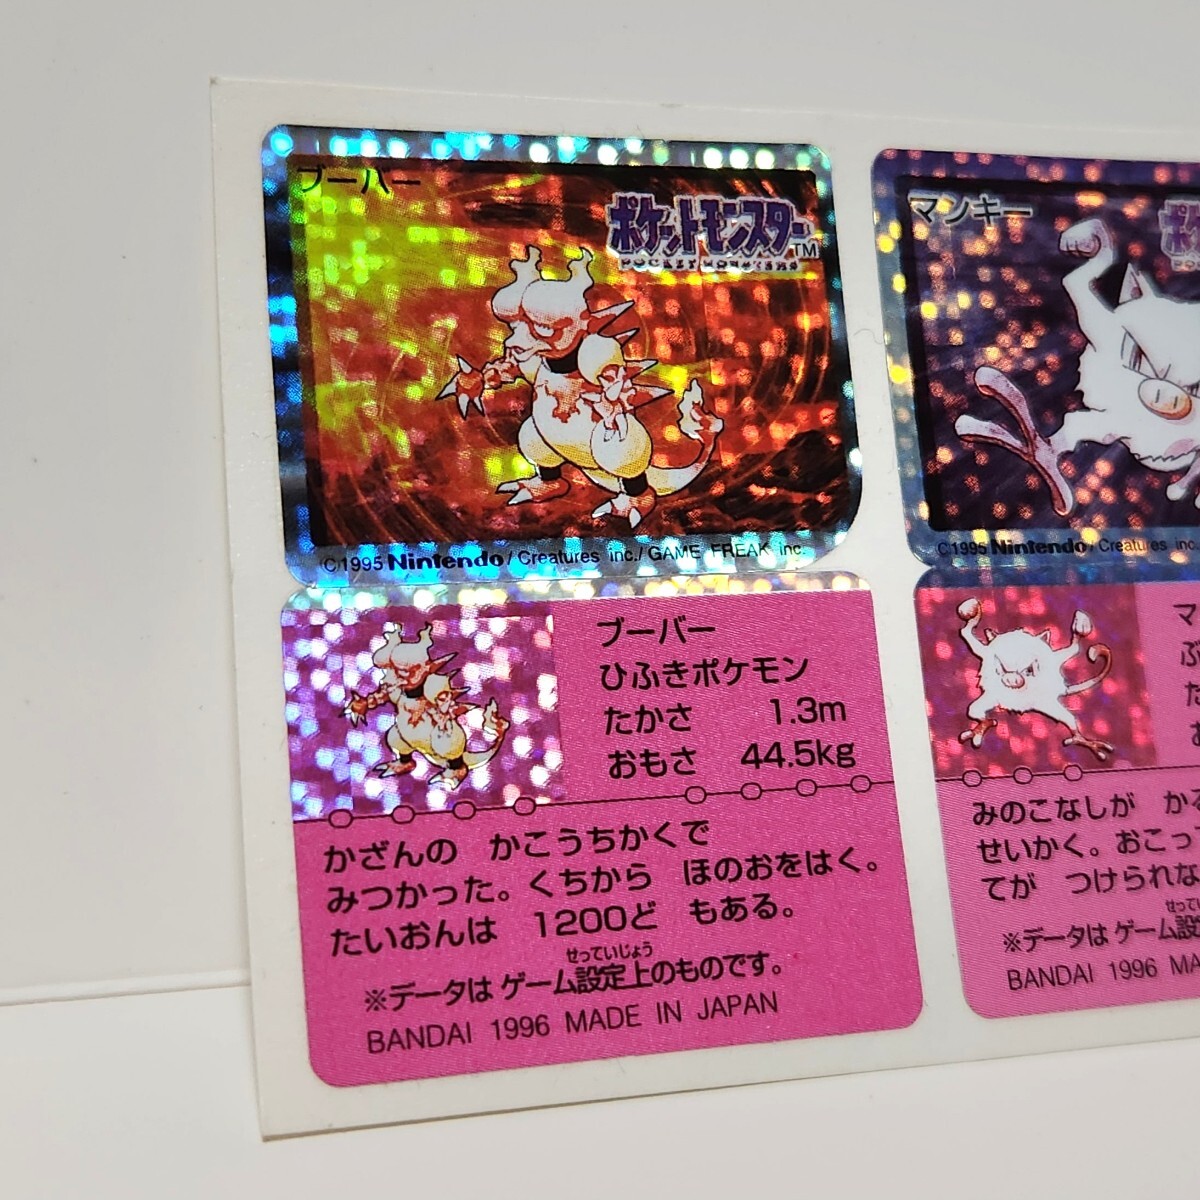 ブーバー
ポケットモンスター™
POCKET MONSTERS
©1995 Nintendo / Creatures inc./ GAME FREAK inc.
ブーバー
ひふきポケモン
たかさ 1.3m
おもさ 44.5kg
かざんの かこうちかくで
みつかった。くちから ほのおをはく。
たいおんは 1200ど もある。
せっていじょう
※データは ゲーム設定上のものです。
BANDAI 1996 MADE IN JAPAN
マンキー
©1995 Nintendo / Creatures inc.
マ
ぶ
た
お
みのこなしが か
せいかく。おこっ
てが つけられな
※データは ゲーム設
BANDAI 1996 MA